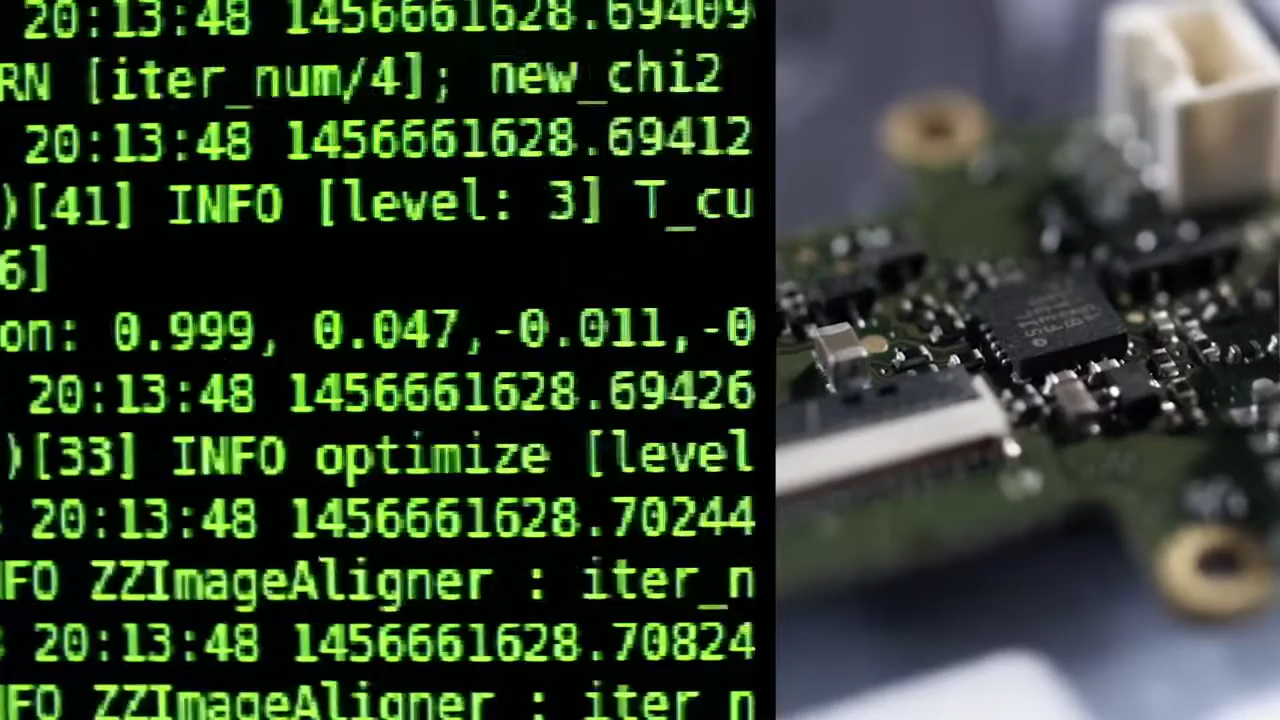 20:13:48 1456661628.69409
RN [iter_num/4]; new_chi2
20:13:48 1456661628.69412
)[41] INFO [level: 3] T_cu
6]
on: 0.999, 0.047,-0.011,-0
20:13:48 1456661628.69426
)[33] INFO optimize [level
20:13:48 1456661628.70244
NFO ZZImageAligner : iter_n
20:13:48 1456661628.70824
NFO ZZImageAligner : iter_n